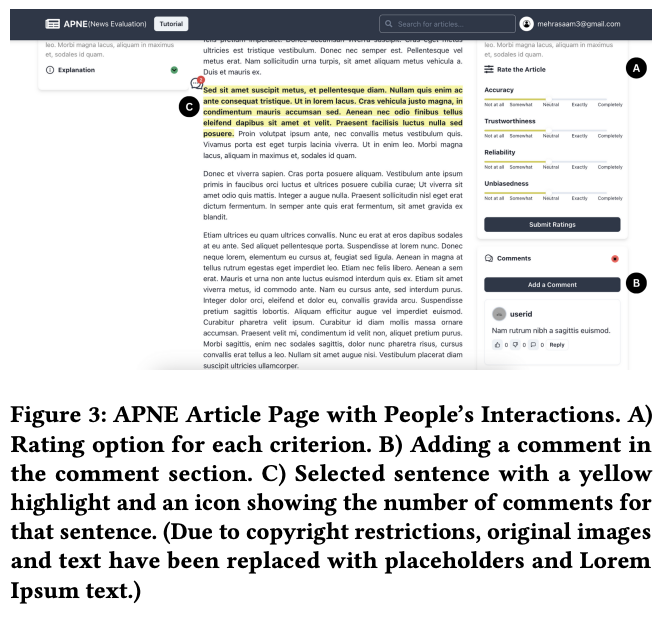 APNE(News Evaluation) Tutorial Search for articles... mehrasaam3@gmail.com
leo. Morbi magna lacus, aliquam in maximus
et, sodales id quam.
Explanation
felis pretium imperdiet. Donec vel sapien cursus. Cras eget metus
ultricies est tristique vestibulum. Donec nec semper est. Pellentesque vel
metus erat. Nam sollicitudin urna turpis, sit amet aliquam metus vehicula a.
Duis et mauris ex.
C
Sed sit amet suscipit metus, et pellentesque diam. Nullam quis enim ac
ante consequat tristique. Ut in lorem lacus. Cras vehicula justo magna, in
condimentum mauris accumsan sed. Aenean nec odio finibus tellus
eleifend dapibus sit amet et velit. Praesent facilisis luctus nulla sed
posuere. Proin volutpat ipsum ante, nec convallis metus vestibulum quis.
Vivamus porta est eget turpis lacinia viverra. Ut in enim leo. Morbi magna
lacus, aliquam in maximus et, sodales id quam.
Donec et viverra sapien. Cras porta posuere aliquam. Vestibulum ante ipsum
primis in faucibus orci luctus et ultrices posuere cubilia curae; Ut viverra sit
amet odio quis mattis. Integer a augue nulla. Praesent sollicitudin nisl eget erat
dictum fermentum. In semper ante quis erat fermentum, sit amet gravida ex
blandit.
Etiam ultrices eu quam ultrices convallis. Nunc eu erat at eros dapibus sodales
at eu ante. Sed aliquet pellentesque porta. Suspendisse at lorem nunc. Donec
neque lorem, elementum eu cursus at, feugiat sed ligula. Aenean in magna at
tellus rutrum egestas eget imperdiet leo. Etiam nec felis libero. Aenean a sem
erat. Mauris et urna non ante luctus euismod interdum quis ex. Etiam vitae
viverra metus, id commodo ante. Nam eu cursus ante, sed interdum purus.
Integer dolor orci, eleifend et dolor eu, convallis gravida arcu. Suspendisse
pretium sagittis lobortis. Aliquam efficitur augue vel imperdiet euismod.
Curabitur pharetra velit ipsum. Curabitur id diam mollis massa ornare
accumsan. Praesent velit mi, condimentum id velit non, aliquet pretium purus.
Morbi sagittis, enim nec sodales sagittis, dolor nunc pharetra risus, cursus
convallis erat tellus a leo. Nullam sit amet augue nisi. Vestibulum placerat diam
suscipit ultricies ullamcorper.
leo. Morbi magna lacus, aliquam in maximus
et, sodales id quam.
Rate the Article
A
Accuracy
Not at all Somewhat Neutral Exactly Completely
Trustworthiness
Not at all Somewhat Neutral Exactly Completely
Reliability
Not at all Somewhat Neutral Exactly Completely
Unbiasedness
Not at all Somewhat Neutral Exactly Completely
Submit Ratings
Comments
Add a Comment
B
userid
Nam rutrum nibh a sagittis euismod.
0 0 0 Reply
Figure 3: APNE Article Page with People's Interactions. A)
Rating option for each criterion. B) Adding a comment in
the comment section. C) Selected sentence with a yellow
highlight and an icon showing the number of comments for
that sentence. (Due to copyright restrictions, original images
and text have been replaced with placeholders and Lorem
Ipsum text.)